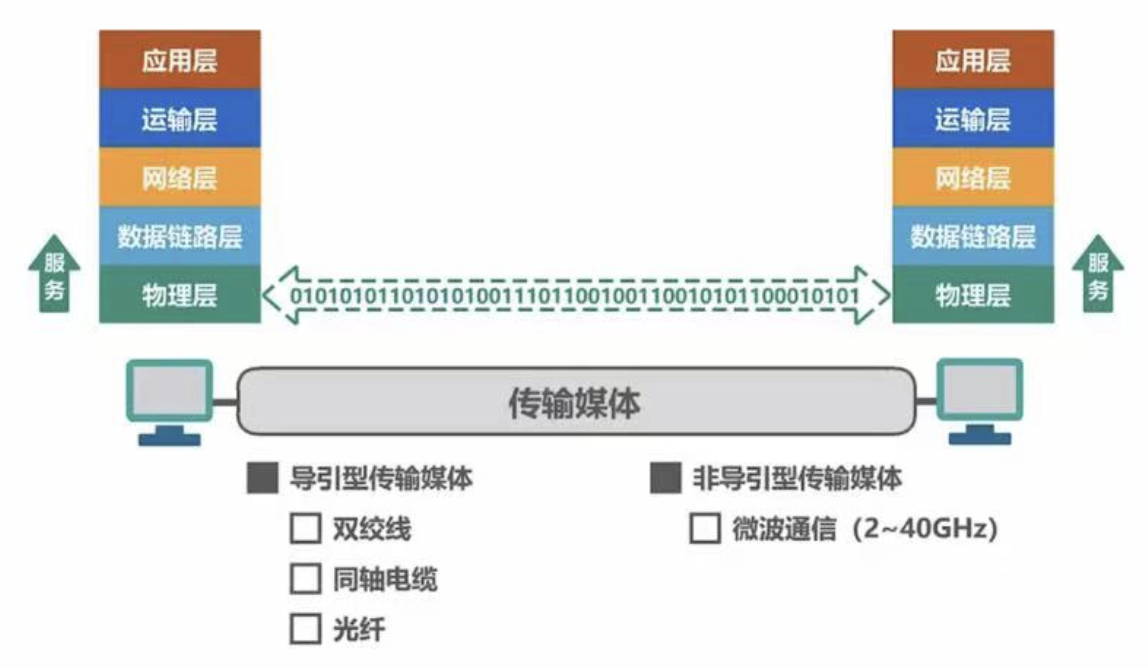 应用层
运输层
网络层
数据链路层
物理层
服务
应用层
运输层
网络层
数据链路层
物理层
服务
01010101101010100111101100100110010101100010101
传输媒体
导引型传输媒体
双绞线
同轴电缆
光纤
非导引型传输媒体
微波通信（2~40GHz）